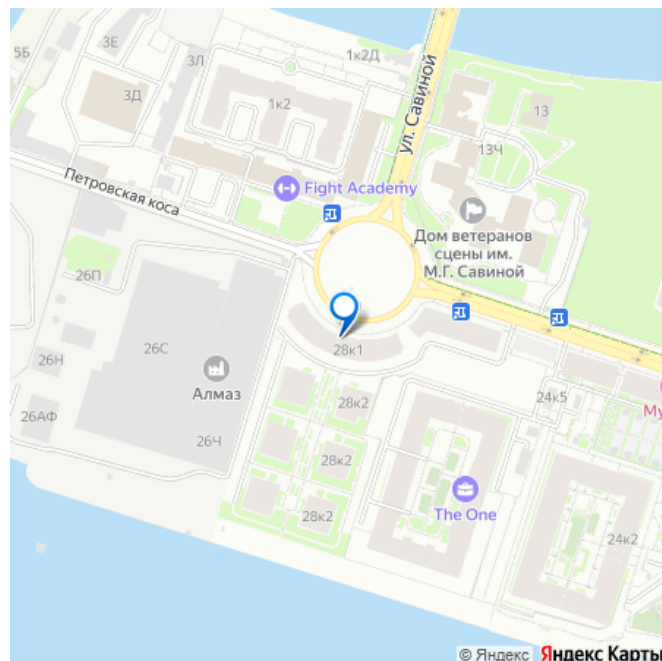 3Е
5Б
3Л
1к2Д
3Д
1к2
ул. Савиной
13
13Ч
Петровская коса
Fight Academy
Дом ветеранов
сцены им.
М.Г. Савиной
26П
26С
28к1
26Н
Алмаз
28к2
24к5
26АФ
26Ч
28к2
The One
28к2
24к2
© Яндекс Яндекс Карты